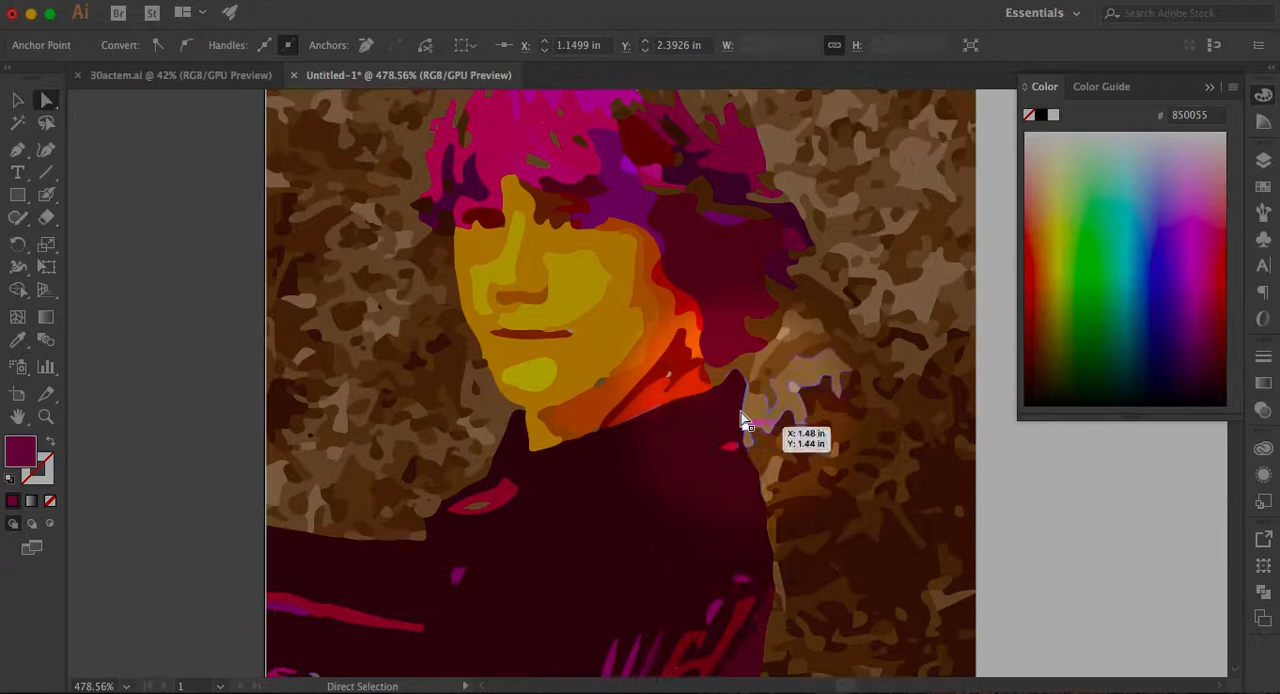 Ai Br St Essentials Search Adobe Stock
Anchor Point Convert: Handles: Anchors: X: 1.1499 in Y: 2.3926 in W: H:
× 30actem.ai @ 42% (RGB/GPU Preview) × Untitled-1* @ 478.56% (RGB/GPU Preview)
Color Color Guide
# 850055
X: 1.48 in
Y: 1.44 in
478.56% 1 Direct Selection